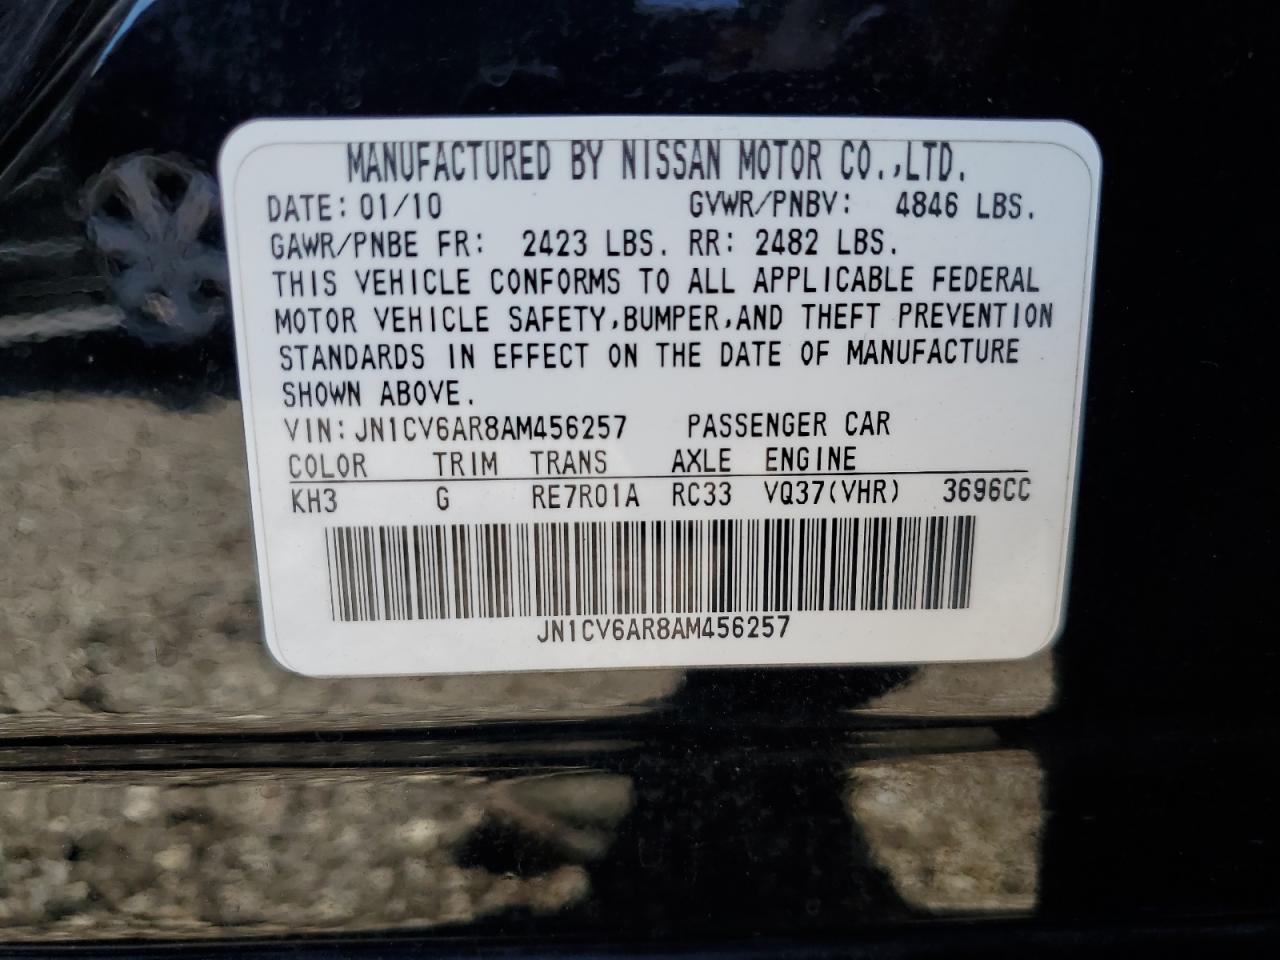 MANUFACTURED BY NISSAN MOTOR CO.,LTD.
DATE: 01/10 GVWR/PNBV: 4846 LBS.
GAWR/PNBE FR: 2423 LBS. RR: 2482 LBS.
THIS VEHICLE CONFORMS TO ALL APPLICABLE FEDERAL
MOTOR VEHICLE SAFETY,BUMPER,AND THEFT PREVENTION
STANDARDS IN EFFECT ON THE DATE OF MANUFACTURE
SHOWN ABOVE.
VIN: JN1CV6AR8AM456257 PASSENGER CAR
COLOR TRIM TRANS AXLE ENGINE
KH3 G RE7R01A RC33 VQ37(VHR) 3696CC
JN1CV6AR8AM456257